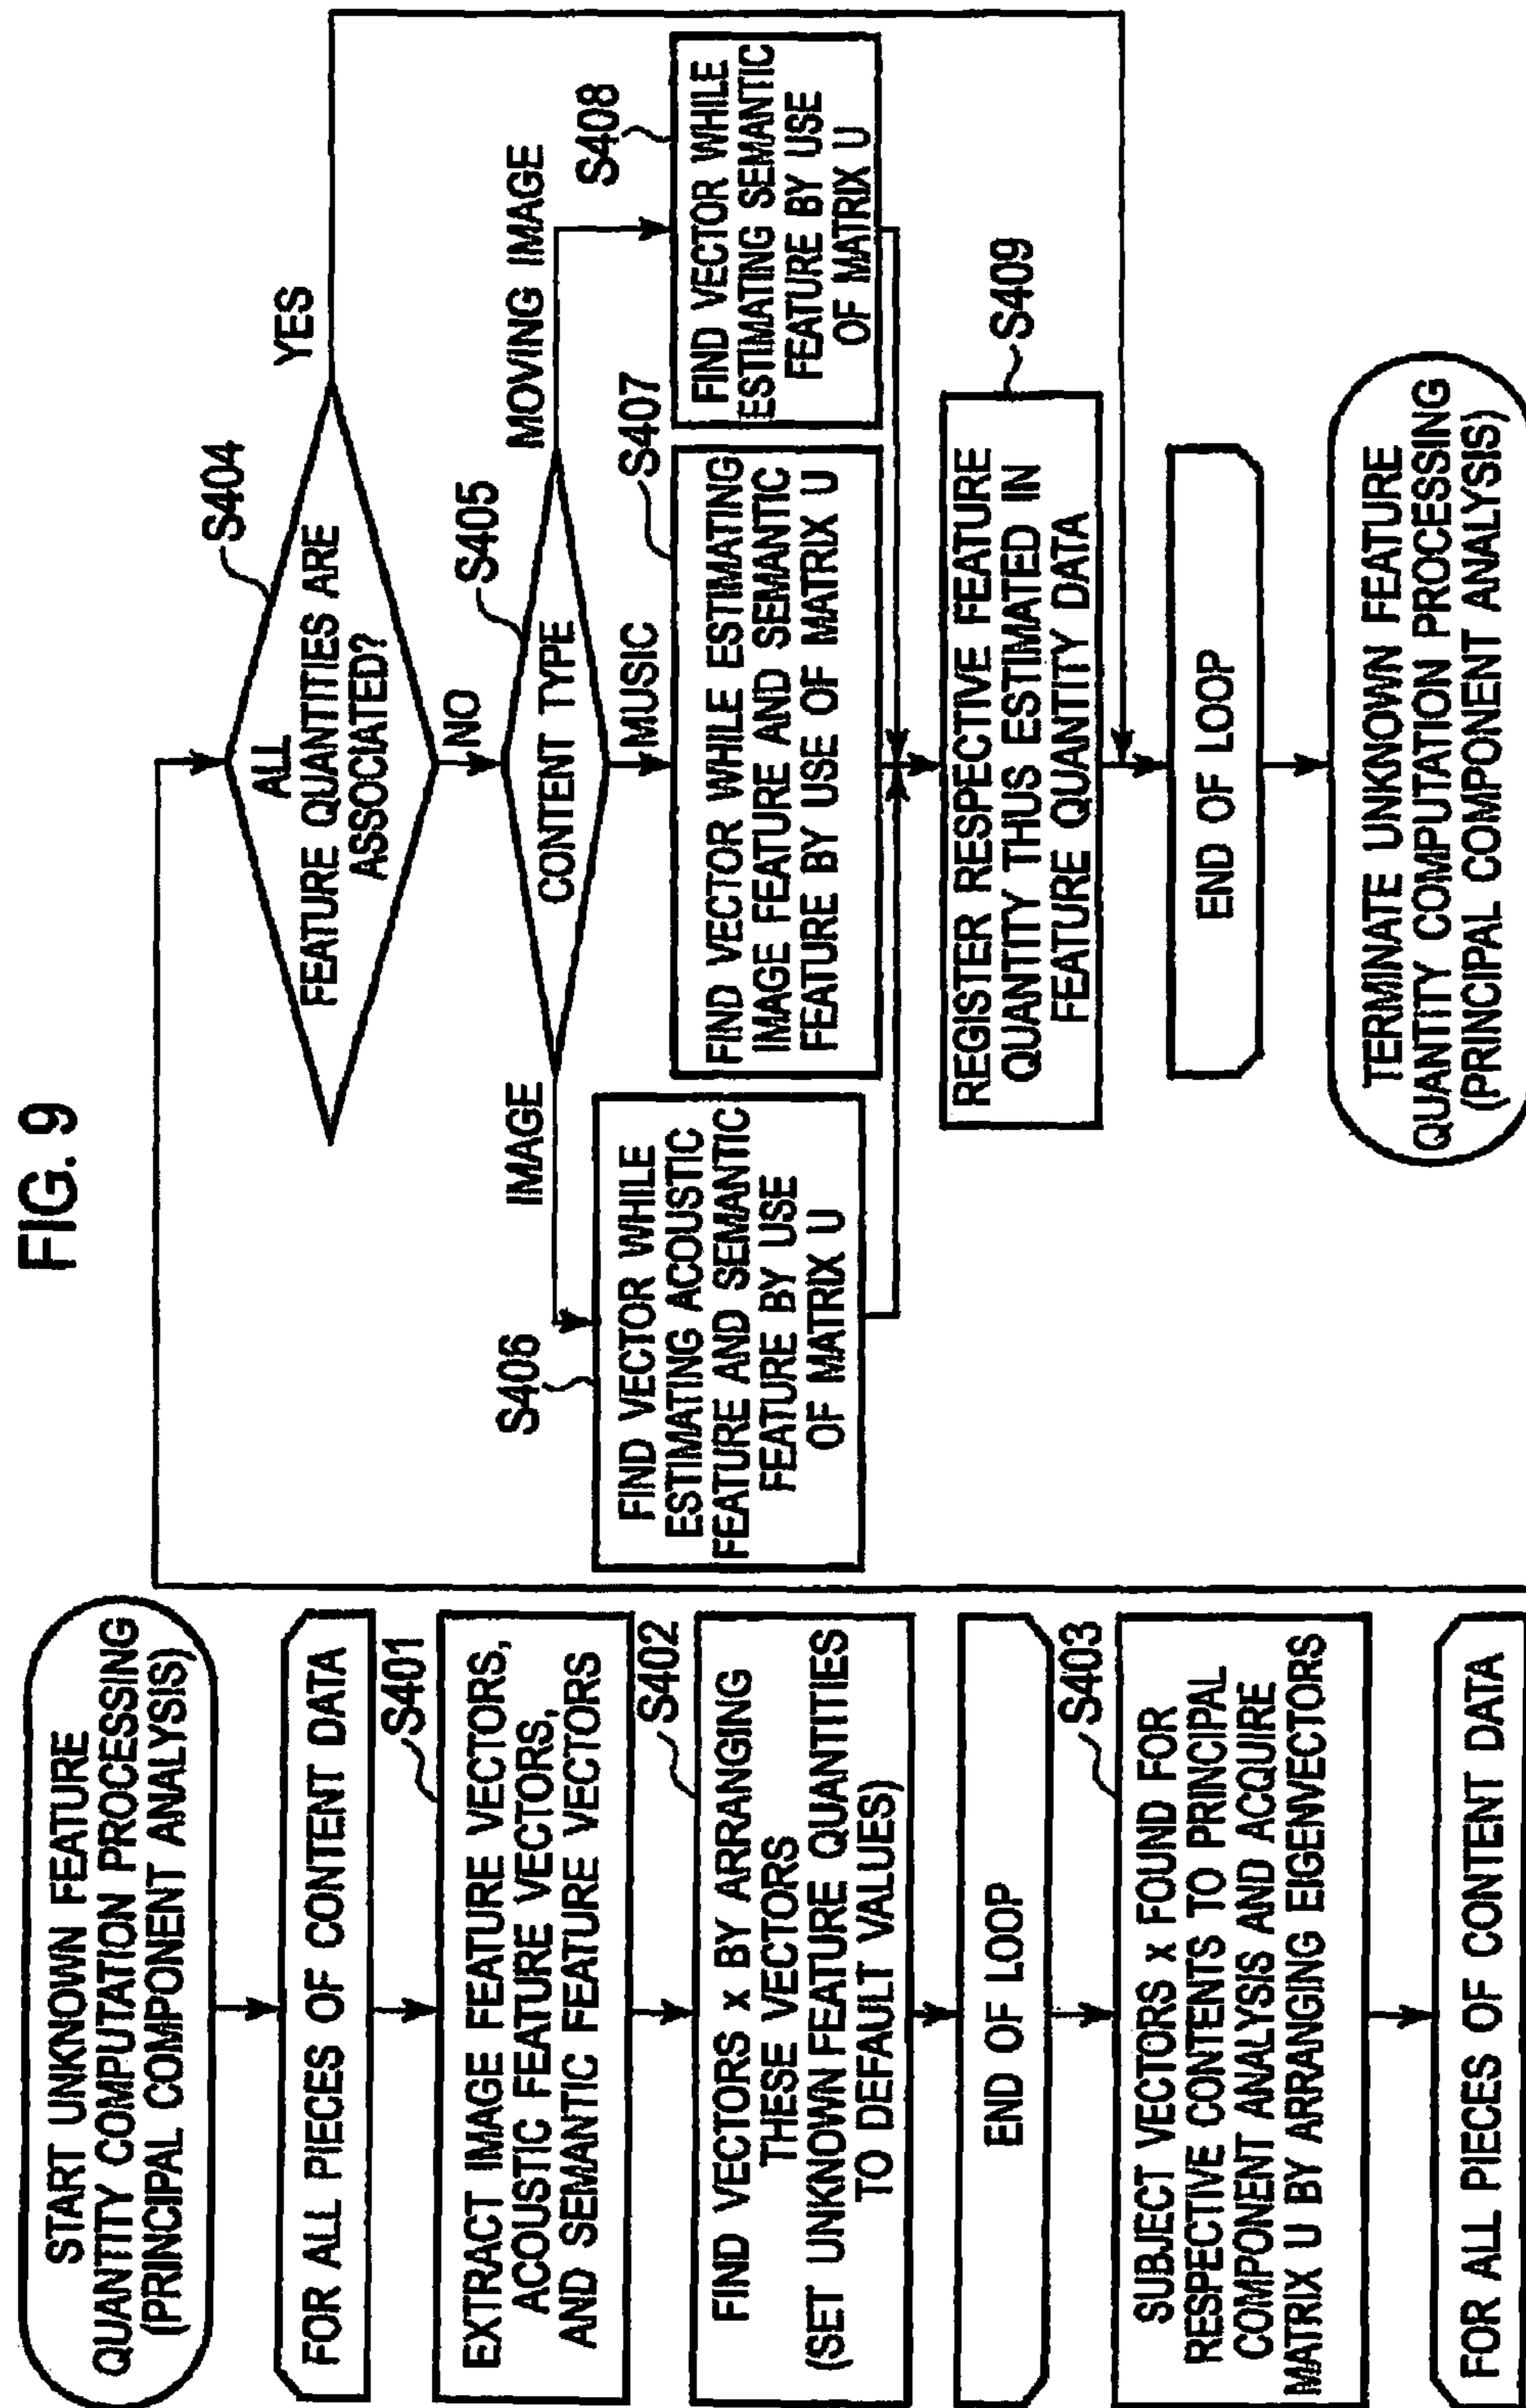 FIG. 9
START UNKNOWN FEATURE
QUANTITY COMPUTATION PROCESSING
(PRINCIPAL COMPONENT ANALYSIS)
FOR ALL PIECES OF CONTENT DATA
S401
EXTRACT IMAGE FEATURE VECTORS,
ACOUSTIC FEATURE VECTORS,
AND SEMANTIC FEATURE VECTORS
S402
FIND VECTORS x BY ARRANGING
THESE VECTORS
(SET UNKNOWN FEATURE QUANTITIES
TO DEFAULT VALUES)
END OF LOOP
S403
SUBJECT VECTORS x FOUND FOR
RESPECTIVE CONTENTS TO PRINCIPAL
COMPONENT ANALYSIS AND ACQUIRE
MATRIX U BY ARRANGING EIGENVECTORS
FOR ALL PIECES OF CONTENT DATA
S404
ALL
FEATURE QUANTITIES ARE
ASSOCIATED?
YES
NO
S405
CONTENT TYPE
IMAGE
MUSIC
MOVING IMAGE
S406
FIND VECTOR WHILE
ESTIMATING ACOUSTIC
FEATURE AND SEMANTIC
FEATURE BY USE
OF MATRIX U
S407
FIND VECTOR WHILE ESTIMATING
IMAGE FEATURE AND SEMANTIC
FEATURE BY USE OF MATRIX U
S408
FIND VECTOR WHILE
ESTIMATING SEMANTIC
FEATURE BY USE
OF MATRIX U
S409
REGISTER RESPECTIVE FEATURE
QUANTITY THUS ESTIMATED IN
FEATURE QUANTITY DATA
END OF LOOP
TERMINATE UNKNOWN FEATURE
QUANTITY COMPUTATION PROCESSING
(PRINCIPAL COMPONENT ANALYSIS)